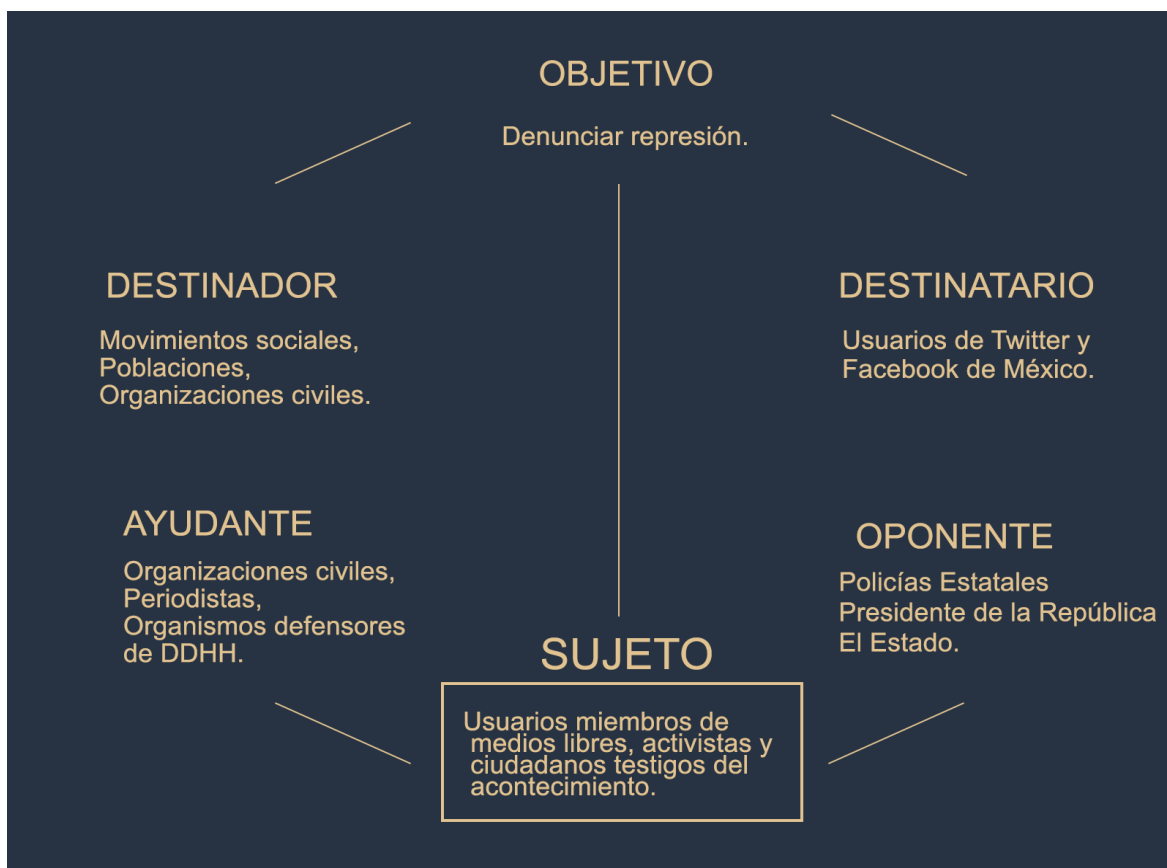 OBJETIVO
Denunciar represión.
DESTINADOR
Movimientos sociales,
Poblaciones,
Organizaciones civiles.
DESTINATARIO
Usuarios de Twitter y
Facebook de México.
AYUDANTE
Organizaciones civiles,
Periodistas,
Organismos defensores
de DDHH.
OPONENTE
Policías Estatales
Presidente de la República
El Estado.
SUJETO
Usuarios miembros de
medios libres, activistas y
ciudadanos testigos del
acontecimiento.